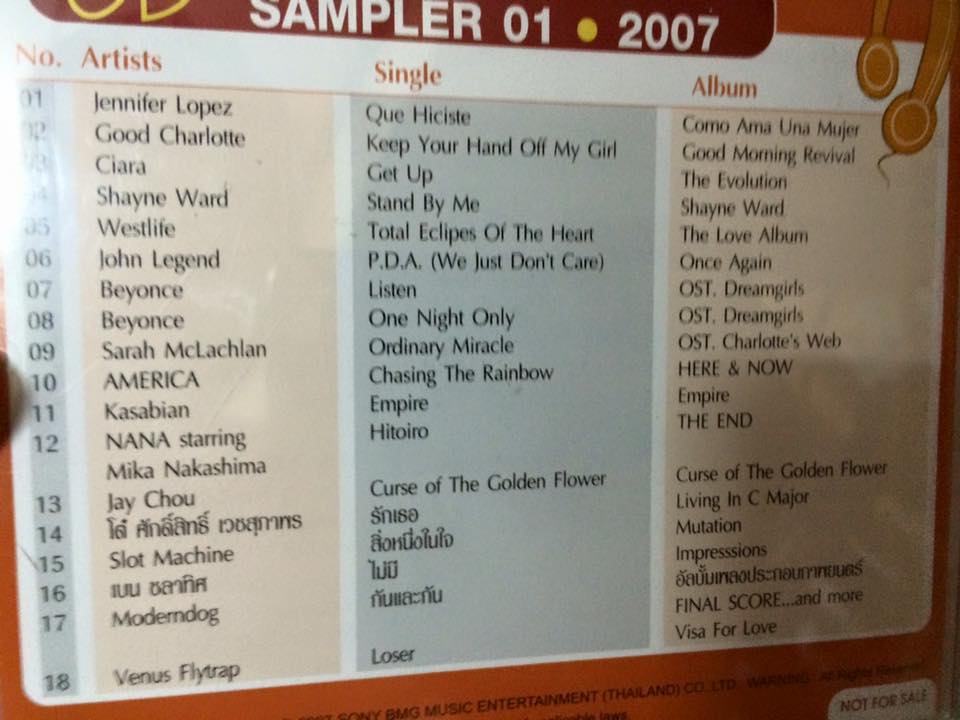 SAMPLER 01 • 2007
No. Artists Single Album
01 Jennifer Lopez Que Hiciste Como Ama Una Mujer
02 Good Charlotte Keep Your Hand Off My Girl Good Morning Revival
03 Ciara Get Up The Evolution
04 Shayne Ward Stand By Me Shayne Ward
05 Westlife Total Eclipes Of The Heart The Love Album
06 John Legend P.D.A. (We Just Don't Care) Once Again
07 Beyonce Listen OST. Dreamgirls
08 Beyonce One Night Only OST. Dreamgirls
09 Sarah McLachlan Ordinary Miracle OST. Charlotte's Web
10 AMERICA Chasing The Rainbow HERE & NOW
11 Kasabian Empire Empire
12 NANA starring Hitoiro THE END
Mika Nakashima
13 Jay Chou Curse of The Golden Flower Curse of The Golden Flower
14 โต๋ ศักดิ์สิทธิ์ เวชสุภาพร รักเธอ Living In C Major
15 Slot Machine สิ่งหนึ่งในใจ Mutation
16 เบน ชลาทิศ ไม่มี Impresssions
17 Moderndog กันและกัน อัลบั้มเพลงประกอบภาพยนตร์
FINAL SCORE...and more
18 Venus Flytrap Loser Visa For Love
2007 SONY BMG MUSIC ENTERTAINMENT (THAILAND) CO.,LTD. WARNING : All Rights
applicable laws
NOT FOR SALE